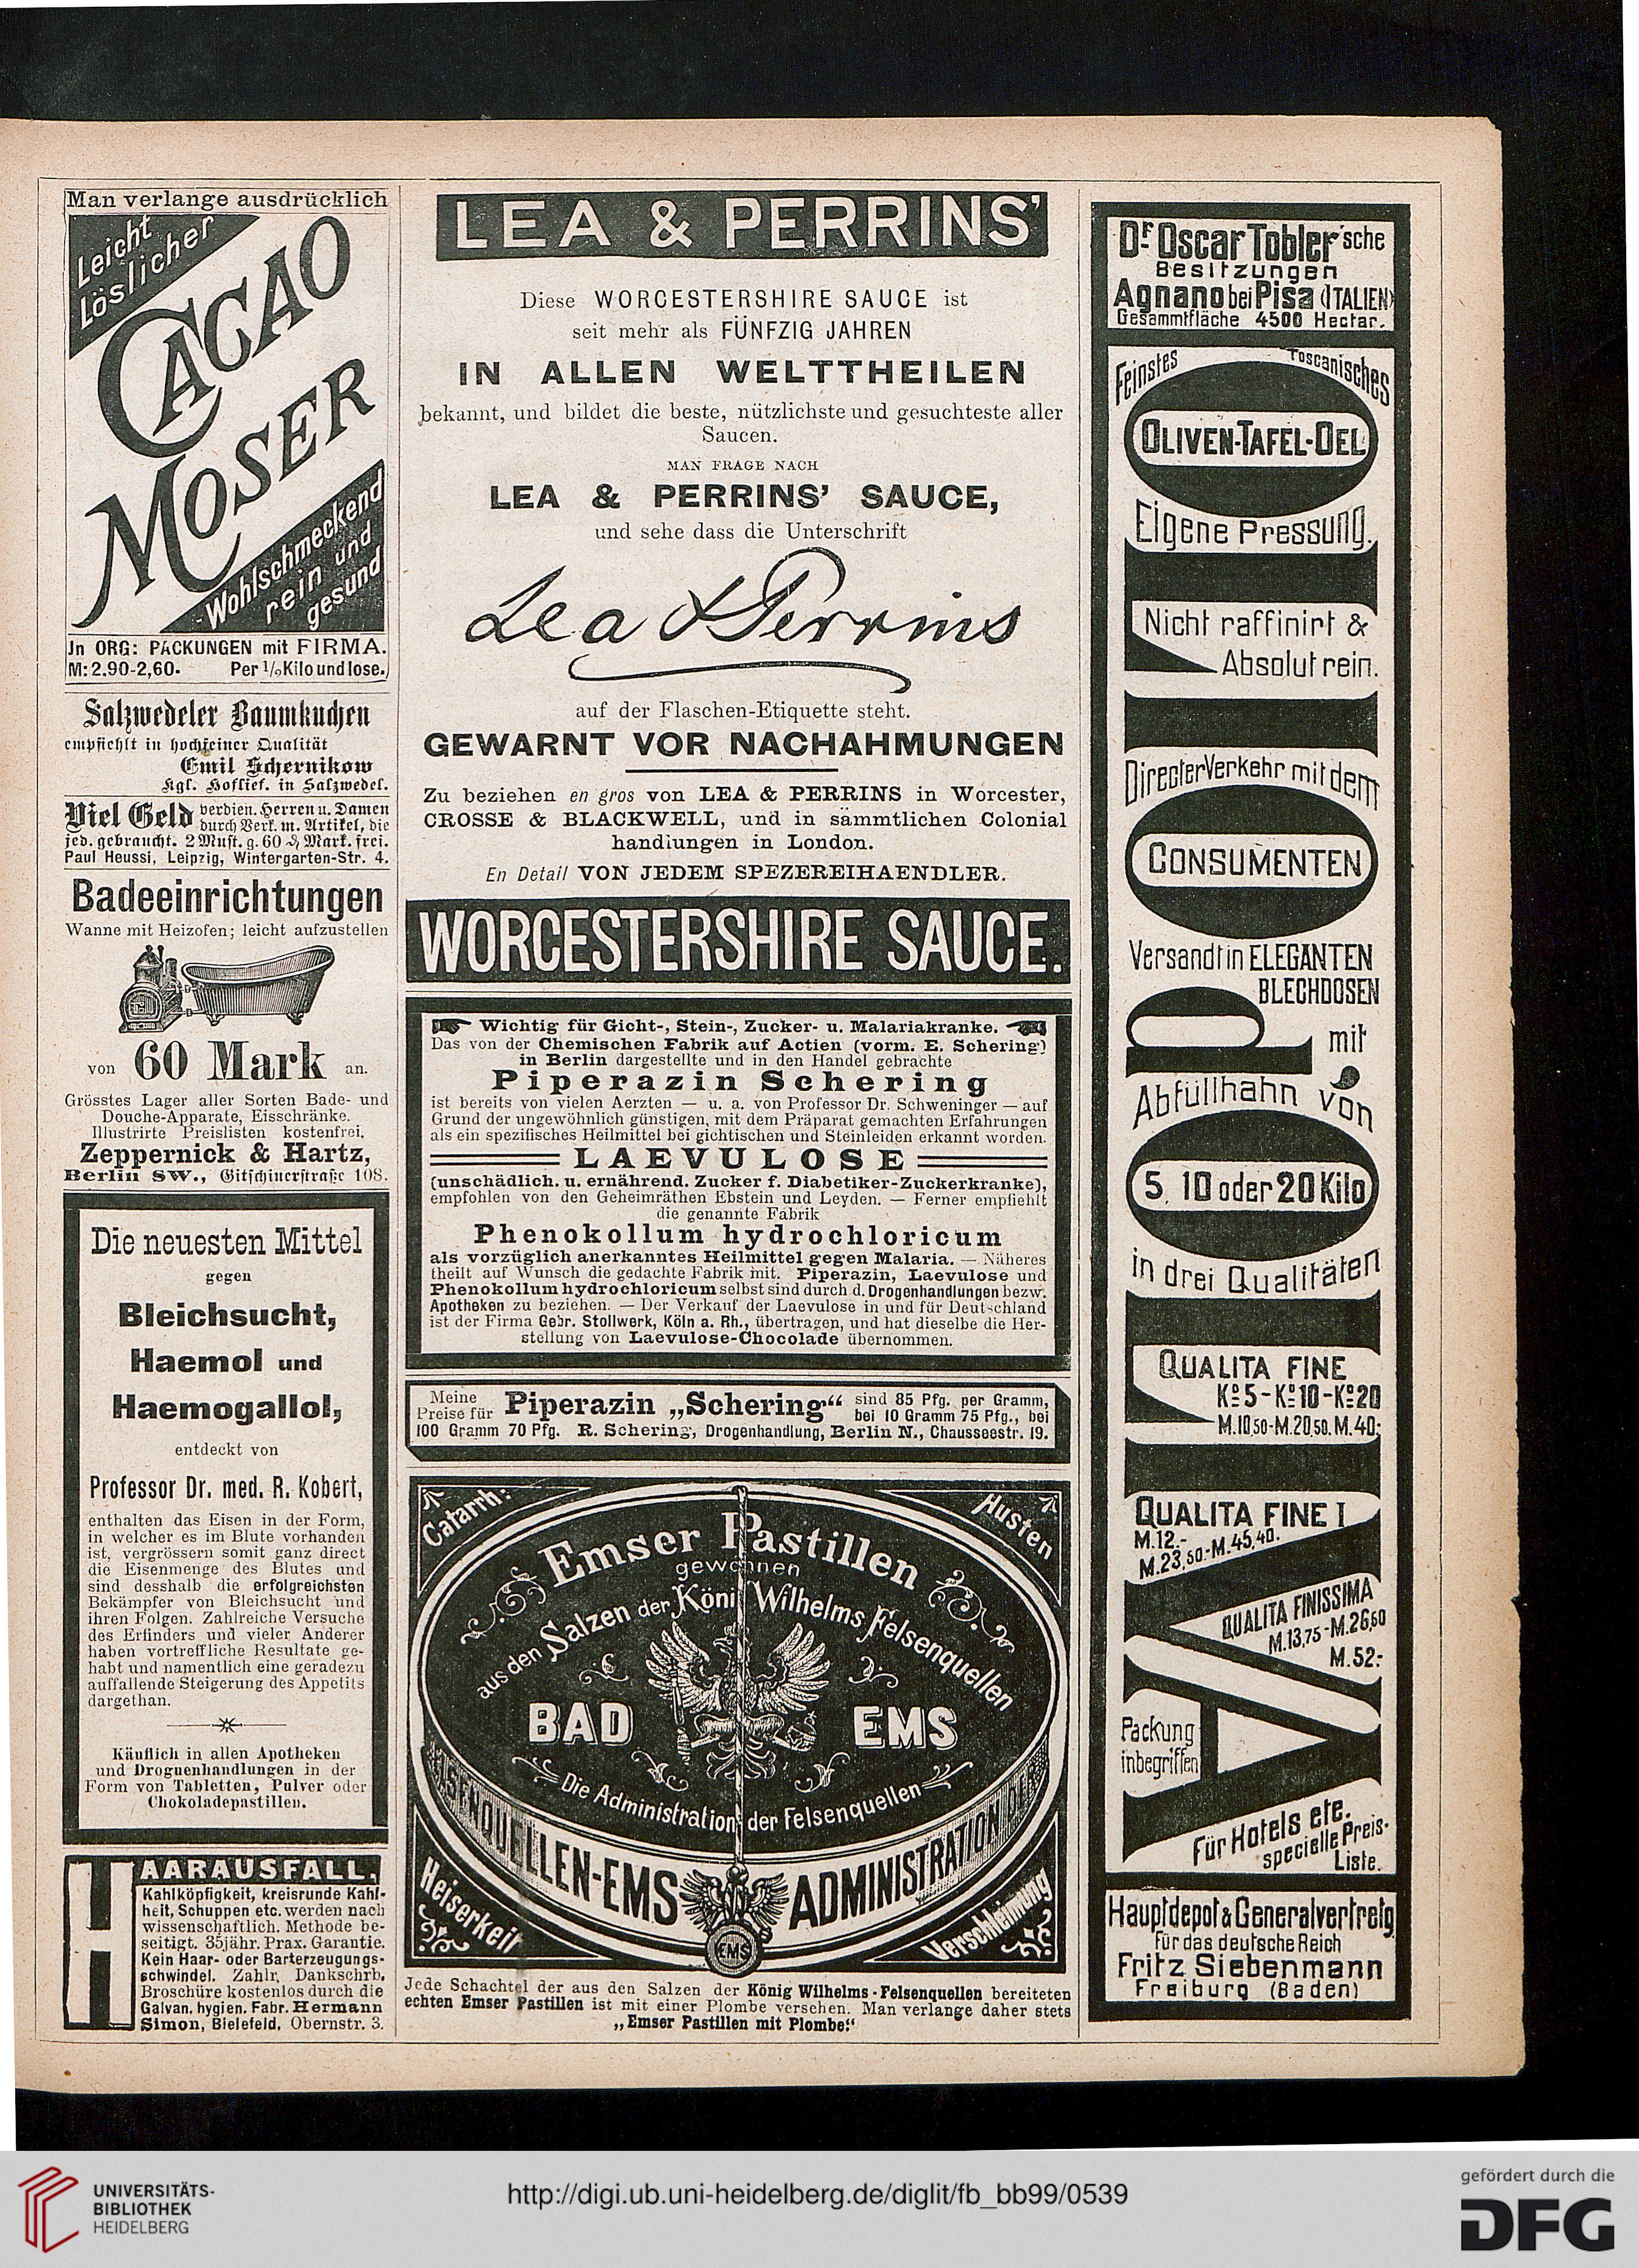 Man verlange ausdrücklich
Leicht
löslicher
CACAO
MOSER
Wohlschmeckend
rein und
gesund
Jn ORG: PACKUNGEN mit FIRMA.
M: 2.90-2,60. Per 1/2 Kilo und lose.
Salzwedeler Baumkuchen
empfiehlt in hochfeiner Qualität
Emil Schernikow
Kgl. Hoflief. in Salzwedel.
Viel Geld verdien. Herren u. Damen
durch Verk. m. Artikel, die
jed. gebraucht. 2 Must. g. 60 ₰ Mark. frei.
Paul Heussi, Leipzig, Wintergarten-Str. 4.
Badeeinrichtungen
Wanne mit Heizofen; leicht aufzustellen
von 60 Mark an.
Grösstes Lager aller Sorten Bade- und
Douche-Apparate, Eisschränke.
Illustrirte Preislisten kostenfrei.
Zeppernick & Hartz,
Berlin SW., Gitschinerstraße 108.
Die neuesten Mittel
gegen
Bleichsucht,
Haemol und
Haemogallol,
entdeckt von
Professor Dr. med. R. Kobert,
enthalten das Eisen in der Form,
in welcher es im Blute vorhanden
ist, vergrössern somit ganz direct
die Eisenmenge des Blutes und
sind desshalb die erfolgreichsten
Bekämpfer von Bleichsucht und
ihren Folgen. Zahlreiche Versuche
des Erfinders und vieler Anderer
haben vortreffliche Resultate ge-
habt und namentlich eine geradezu
auffallende Steigerung des Appetits
dargethan.
Käuflich in allen Apotheken
und Droguenhandlungen in der
Form von Tabletten, Pulver oder
Chokoladepastillen.
HAARAUSFALL,
Kahlköpfigkeit, kreisrunde Kahl-
heit, Schuppen etc. werden nach
wissenschaftlich. Methode be-
seitigt. 35jähr. Prax. Garantie.
Kein Haar- oder Barterzeugungs-
schwindel. Zahlr. Dankschrb.
Broschüre kostenlos durch die
Galvan. hygien. Fabr. Hermann
Simon, Bielefeld, Obernstr. 3.
LEA & PERRINS'
Diese WORCESTERSHIRE SAUCE ist
seit mehr als FÜNFZIG JAHREN
IN ALLEN WELTTHEILEN
bekannt, und bildet die beste, nützlichste und gesuchteste aller
Saucen.
MAN FRAGE NACH
LEA & PERRINS' SAUCE,
und sehe dass die Unterschrift
Lea & Perrins
auf der Flaschen-Etiquette steht.
GEWARNT VOR NACHAHMUNGEN
Zu beziehen en gros von LEA & PERRINS in Worcester,
CROSSE & BLACKWELL, und in sämmtlichen Colonial
handlungen in London.
En Detail VON JEDEM SPEZEREIHAENDLER.
WORCESTERSHIRE SAUCE.
Wichtig für Gicht-, Stein-, Zucker- u. Malariakranke.
Das von der Chemischen Fabrik auf Actien (vorm. E. Schering)
in Berlin dargestellte und in den Handel gebrachte
Piperazin Schering
ist bereits von vielen Aerzten — u. a. von Professor Dr. Schweninger — auf
Grund der ungewöhnlich günstigen, mit dem Präparat gemachten Erfahrungen
als ein spezifisches Heilmittel bei gichtischen und Steinleiden erkannt worden.
LAEVULOSE
(unschädlich. u. ernährend. Zucker f. Diabetiker-Zuckerkranke),
empfohlen von den Geheimräthen Ebstein und Leyden. — Ferner empfiehlt
die genannte Fabrik
Phenokollum hydrochloricum
als vorzüglich anerkanntes Heilmittel gegen Malaria. — Näheres
theilt auf Wunsch die gedachte Fabrik mit. Piperazin, Laevulose und
Phenokollum hydrochloricum selbst sind durch d. Drogenhandlungen bezw.
Apotheken zu beziehen. — Der Verkauf der Laevulose in und für Deutschland
ist der Firma Gebr. Stollwerk, Köln a. Rh., übertragen, und hat dieselbe die Her-
stellung von Laevulose-Chocolade übernommen.
Meine Preise für Piperazin „Schering“ sind 85 Pfg. per Gramm,
bei 10 Gramm 75 Pfg., bei
100 Gramm 70 Pfg. R. Schering, Drogenhandlung, Berlin N., Chausseestr. 19.
Catarrh:
Husten
Emser Pastillen
gewonnen
aus den Salzen der König Wilhelms Felsenquellen
BAD EMS
Die Administration der Felsenquellen
FELSENQUELLEN-EMS ADMINISTRATION DER
EMS
Heiserkeit
Verschleimung
Jede Schachtel der aus den Salzen der König Wilhelms-Felsenquellen bereiteten
echten Emser Pastillen ist mit einer Plombe versehen. Man verlange daher stets
„Emser Pastillen mit Plombe!“
Dr Oscar Tobler'sche
Besitzungen
Agnano bei Pisa (ITALIEN)
Gesammtfläche 4500 Hectar.
Feinstes Toscanisches
OLIVEN-TAFEL-OEL
Eigene Pressung.
Nicht raffinirt &
Absolut rein.
Directer Verkehr mit dem
CONSUMENTEN
Versandt in ELEGANTEN
BLECHDOSEN
mit
Abfüllhahn von
5, 10 oder 20 Kilo
in drei Qualitäten
QUALITA FINE
Ko 5 - Ko 10 - Ko 20
M.10,50-M.20,50. M.40:
QUALITA FINE I
M.12.-
M.23,50.-M.45,40.
QUALITA FINISSIMA
M.13,75-M.26,50
M.52:-
Packung
inbegriffen
Für Hotels etc.
specielle Preis-
Liste.
Hauptdepot & Generalvertretg
für das deutsche Reich
Fritz Siebenmann
Freiburg (Baden)
UNIVERSITÄTS-
BIBLIOTHEK
HEIDELBERG
http://digi.ub.uni-heidelberg.de/diglit/fb_bb99/0539
gefördert durch die
DFG